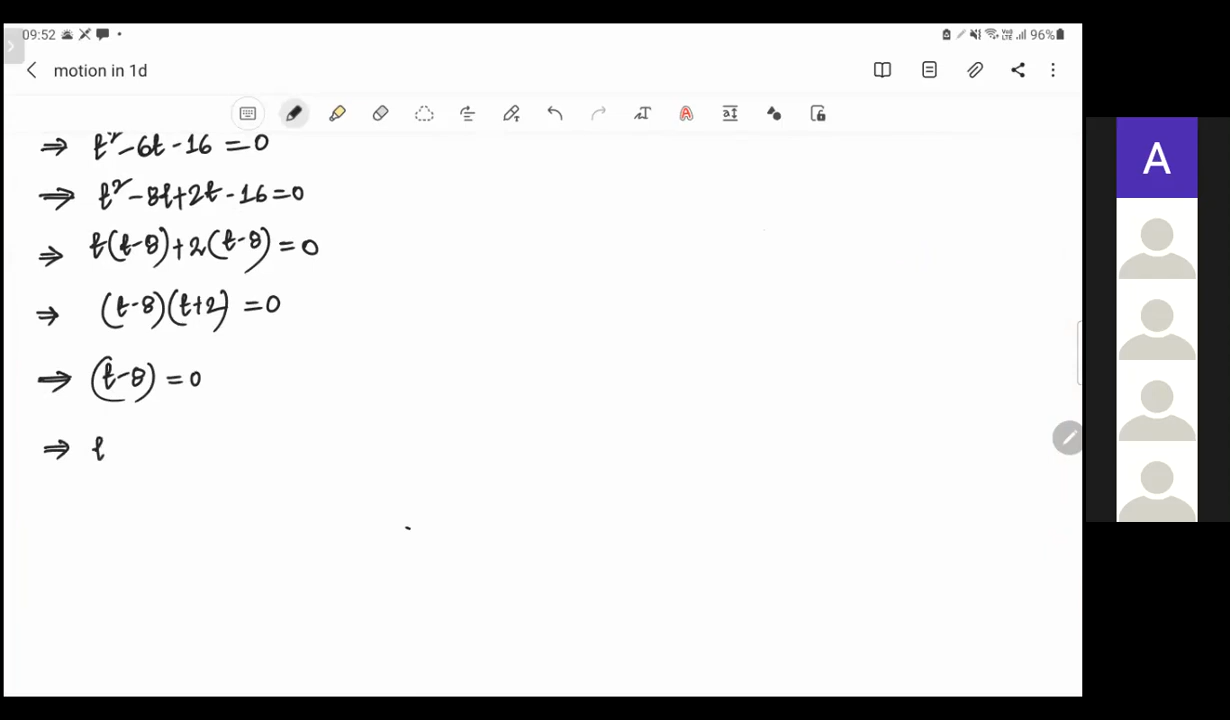 09:52
96%
motion in 1d
⇒ t² - 6t - 16 = 0
⇒ t² - 8t + 2t - 16 = 0
⇒ t(t-8) + 2(t-8) = 0
⇒ (t-8)(t+2) = 0
⇒ (t-8) = 0
⇒ t
A